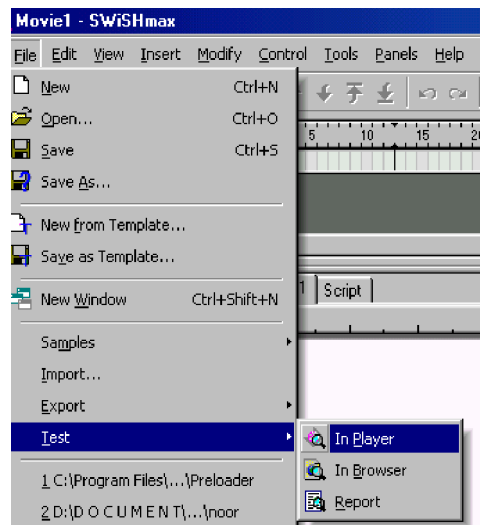 Movie1 - SWiSHmax
File Edit View Insert Modify Control Tools Panels Help
New Ctrl+N
Open... Ctrl+O
Save Ctrl+S
Save As...
New from Template...
Save as Template...
New Window Ctrl+Shift+N
Samples
Import...
Export
Test
1 C:\Program Files\...\Preloader
2 D:\D O C U M E N T\...\noor
5 10 15
1 Script
In Player
In Browser
Report